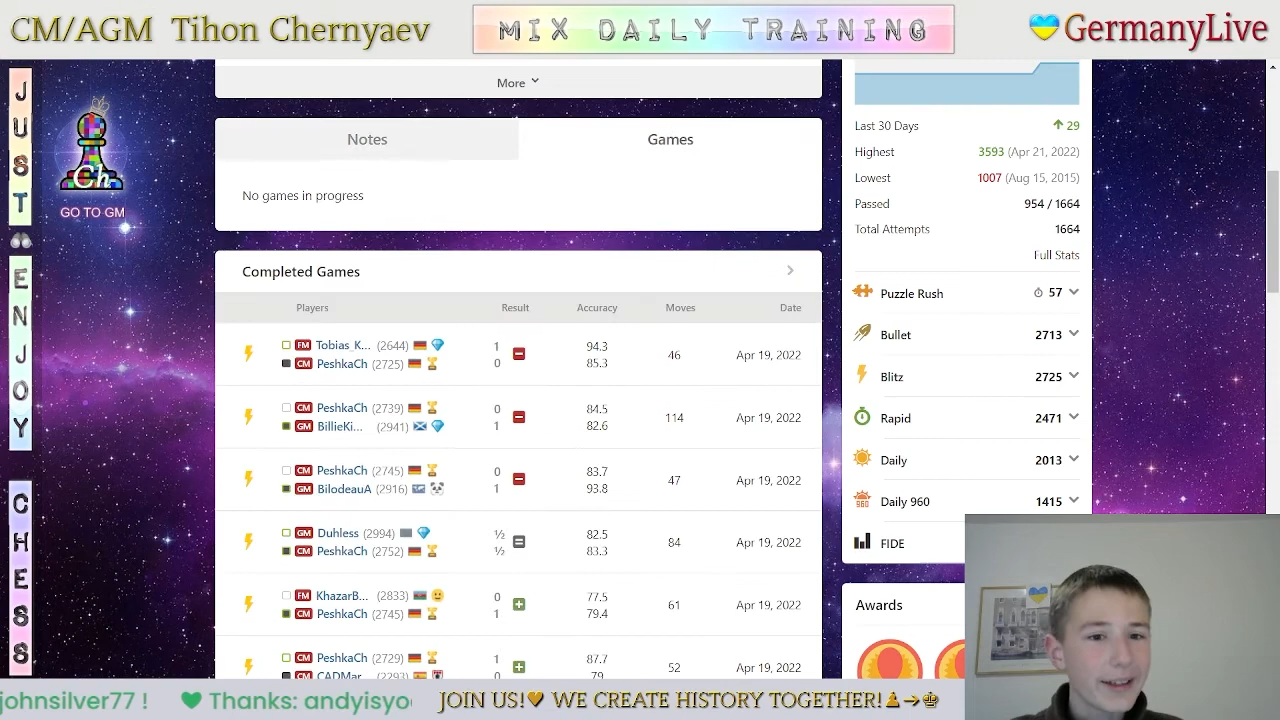 CM/AGM Tihon Chernyaev
MIX DAILY TRAINING
GermanyLive
JUST
ENJOY
CHESS
Ch
GO TO GM
More
Notes
Games
No games in progress
Completed Games
Players Result Accuracy Moves Date
FM Tobias_K... (2644) 1 94.3
CM PeshkaCh (2725) 0 85.3
46 Apr 19, 2022
CM PeshkaCh (2739) 0 84.5
GM BillieKi... (2941) 1 82.6
114 Apr 19, 2022
CM PeshkaCh (2745) 0 83.7
GM BilodeauA (2916) 1 93.8
47 Apr 19, 2022
GM Duhless (2994) ½ 82.5
CM PeshkaCh (2752) ½ 83.3
84 Apr 19, 2022
FM KhazarB... (2833) 0 77.5
CM PeshkaCh (2745) 1 79.4
61 Apr 19, 2022
CM PeshkaCh (2729) 1 87.7
CADMar... (2293) 0 79
52 Apr 19, 2022
Last 30 Days 29
Highest 3593 (Apr 21, 2022)
Lowest 1007 (Aug 15, 2015)
Passed 954 / 1664
Total Attempts 1664
Full Stats
Puzzle Rush 57
Bullet 2713
Blitz 2725
Rapid 2471
Daily 2013
960 Daily 960 1415
FIDE
Awards
johnsilver77 ! Thanks: andyisyo
JOIN US! WE CREATE HISTORY TOGETHER!